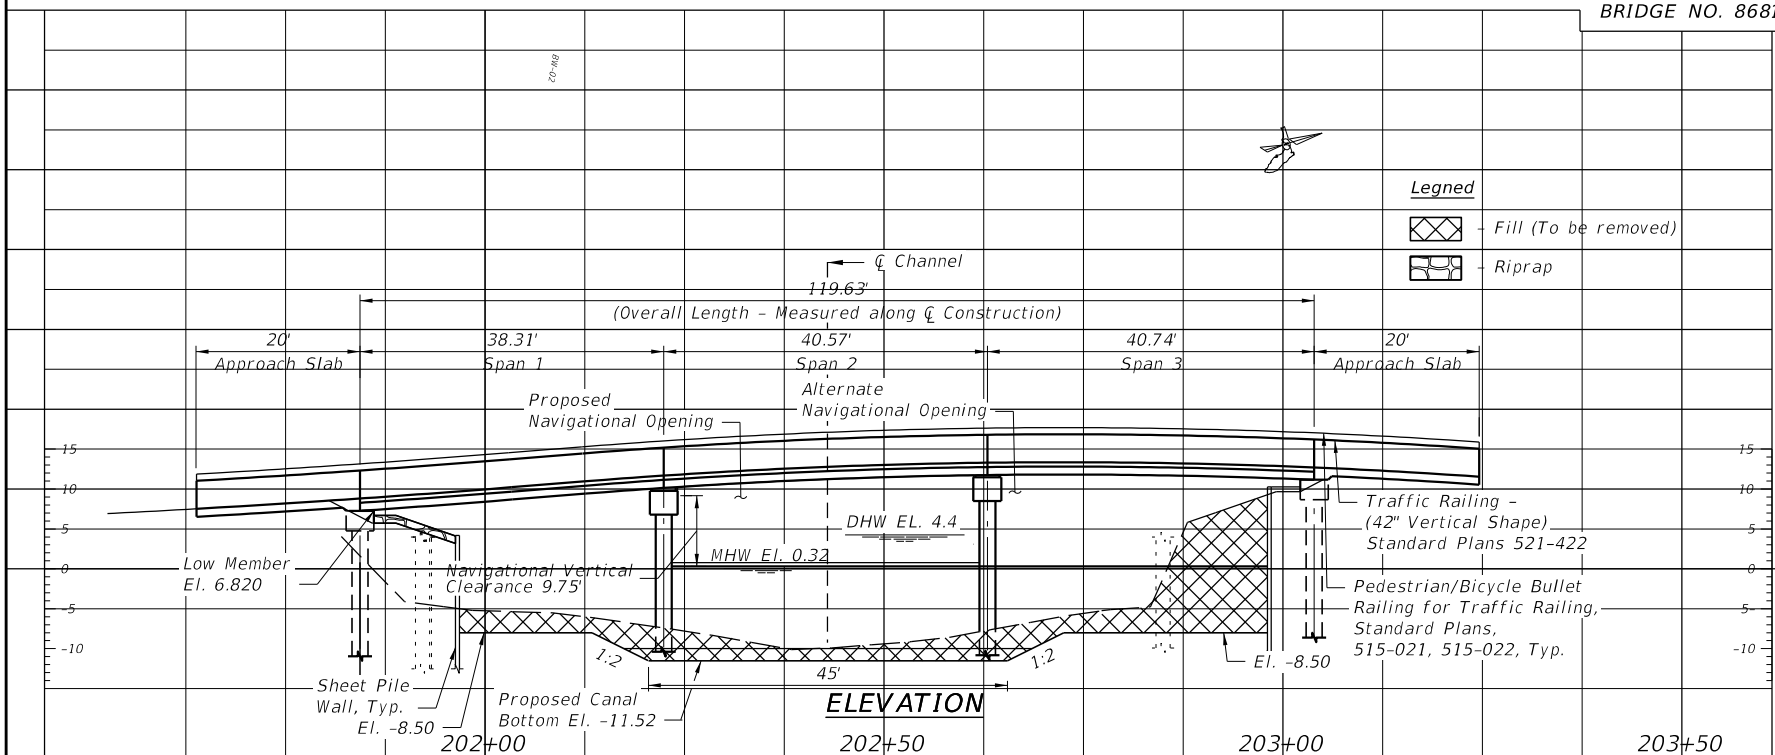 BRIDGE NO. 8681
BW-02
Legned
- Fill (To be removed)
- Riprap
℄ Channel
119.63'
(Overall Length – Measured along ℄ Construction)
20'
38.31'
40.57'
40.74'
20'
Approach Slab
Span 1
Span 2
Span 3
Approach Slab
Proposed
Navigational Opening
Alternate
Navigational Opening
15
10
5
0
-5
-10
15
10
5
0
5
-10
DHW EL. 4.4
MHW El. 0.32
Low Member
El. 6.820
Navigational Vertical
Clearance 9.75'
Traffic Railing –
(42" Vertical Shape)
Standard Plans 521-422
Pedestrian/Bicycle Bullet
Railing for Traffic Railing,
Standard Plans,
515-021, 515-022, Typ.
1:2
1:2
El. -8.50
45'
Sheet Pile
Wall, Typ.
El. -8.50
Proposed Canal
Bottom El. -11.52
ELEVATION
202+00
202+50
203+00
203+50